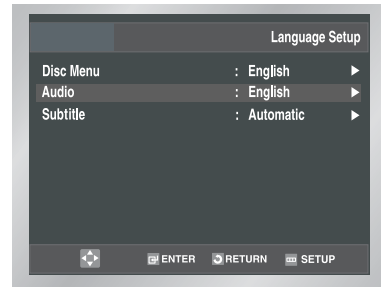 Language Setup
Disc Menu : English
Audio : English
Subtitle : Automatic
ENTER RETURN SETUP